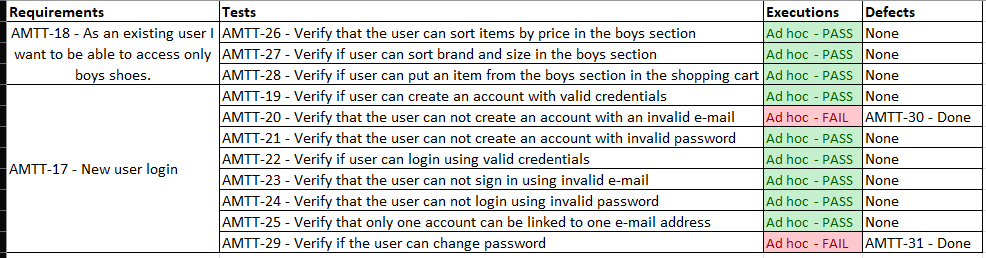 Requirements Tests Executions Defects
AMTT-18 - As an existing user I want to be able to access only boys shoes.
AMTT-26 - Verify that the user can sort items by price in the boys section Ad hoc - PASS None
AMTT-27 - Verify if user can sort brand and size in the boys section Ad hoc - PASS None
AMTT-28 - Verify if user can put an item from the boys section in the shopping cart Ad hoc - PASS None
AMTT-17 - New user login
AMTT-19 - Verify if user can create an account with valid credentials Ad hoc - PASS None
AMTT-20 - Verify that the user can not create an account with an invalid e-mail Ad hoc - FAIL AMTT-30 - Done
AMTT-21 - Verify that the user can not create an account with invalid password Ad hoc - PASS None
AMTT-22 - Verify if user can login using valid credentials Ad hoc - PASS None
AMTT-23 - Verify that the user can not sign in using invalid e-mail Ad hoc - PASS None
AMTT-24 - Verify that the user can not login using invalid password Ad hoc - PASS None
AMTT-25 - Verify that only one account can be linked to one e-mail address Ad hoc - PASS None
AMTT-29 - Verify if the user can change password Ad hoc - FAIL AMTT-31 - Done